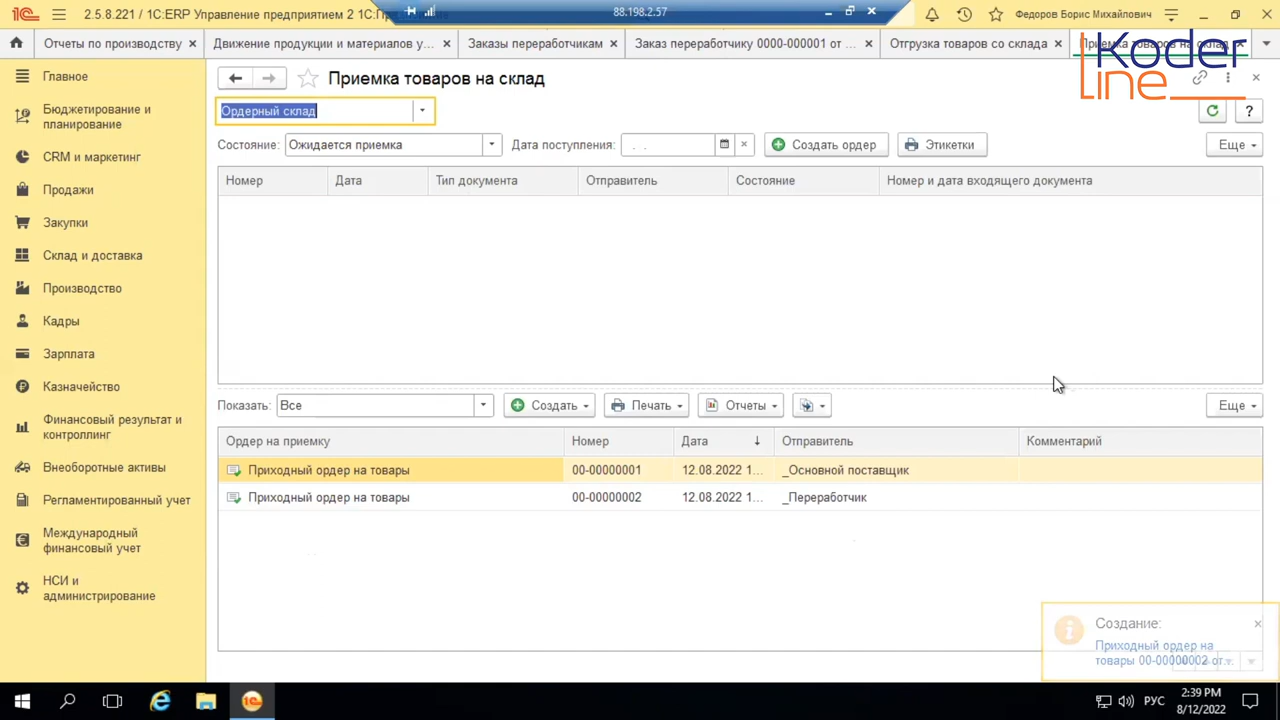 88.198.2.57
2.5.8.221 / 1С:ERP Управление предприятием 2 1С:П
Федоров Борис Михайлович
Отчеты по производству
Движение продукции и материалов у...
Заказы переработчикам
Заказ переработчику 0000-000001 от ...
Отгрузка товаров со склада
Приемка товаров на склад
Koder
line
Главное
Бюджетирование и
планирование
CRM и маркетинг
Продажи
Закупки
Склад и доставка
Производство
Кадры
Зарплата
Казначейство
Финансовый результат и
контроллинг
Внеоборотные активы
Регламентированный учет
Международный
финансовый учет
НСИ и
администрирование
Приемка товаров на склад
Ордерный склад
?
Состояние: Ожидается приемка Дата поступления: . . Создать ордер Этикетки Еще
Номер Дата Тип документа Отправитель Состояние Номер и дата входящего документа
Показать: Все Создать Печать Отчеты Еще
Ордер на приемку Номер Дата ↓ Отправитель Комментарий
Приходный ордер на товары 00-00000001 12.08.2022 1... _Основной поставщик
Приходный ордер на товары 00-00000002 12.08.2022 1... _Переработчик
Создание:
Приходный ордер на
товары 00-00000002 от...
РУС
2:39 PM
8/12/2022